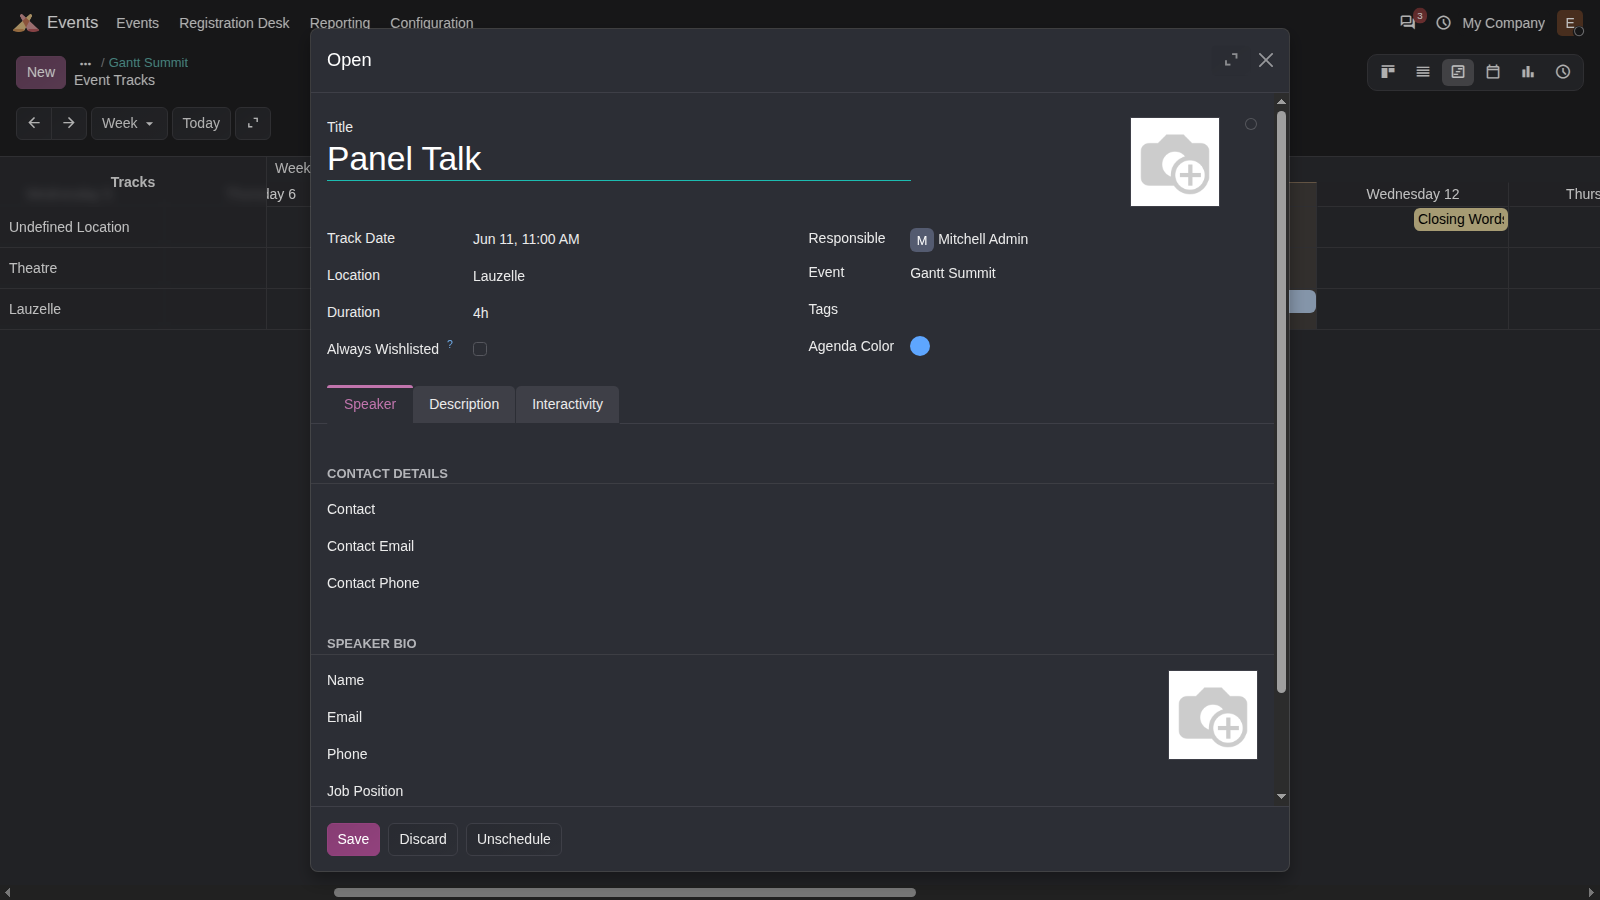 Events Events Registration Desk Reporting Configuration 3 My Company E
New / Gantt Summit
Event Tracks
Week Today
Open
Title
Panel Talk
Tracks
Week
day 6
Wednesday 12
Thurs
Undefined Location
Theatre
Lauzelle
Closing Words
Track Date Jun 11, 11:00 AM
Location Lauzelle
Duration 4h
Always Wishlisted ?
Responsible M Mitchell Admin
Event Gantt Summit
Tags
Agenda Color
Speaker Description Interactivity
CONTACT DETAILS
Contact
Contact Email
Contact Phone
SPEAKER BIO
Name
Email
Phone
Job Position
Save Discard Unschedule